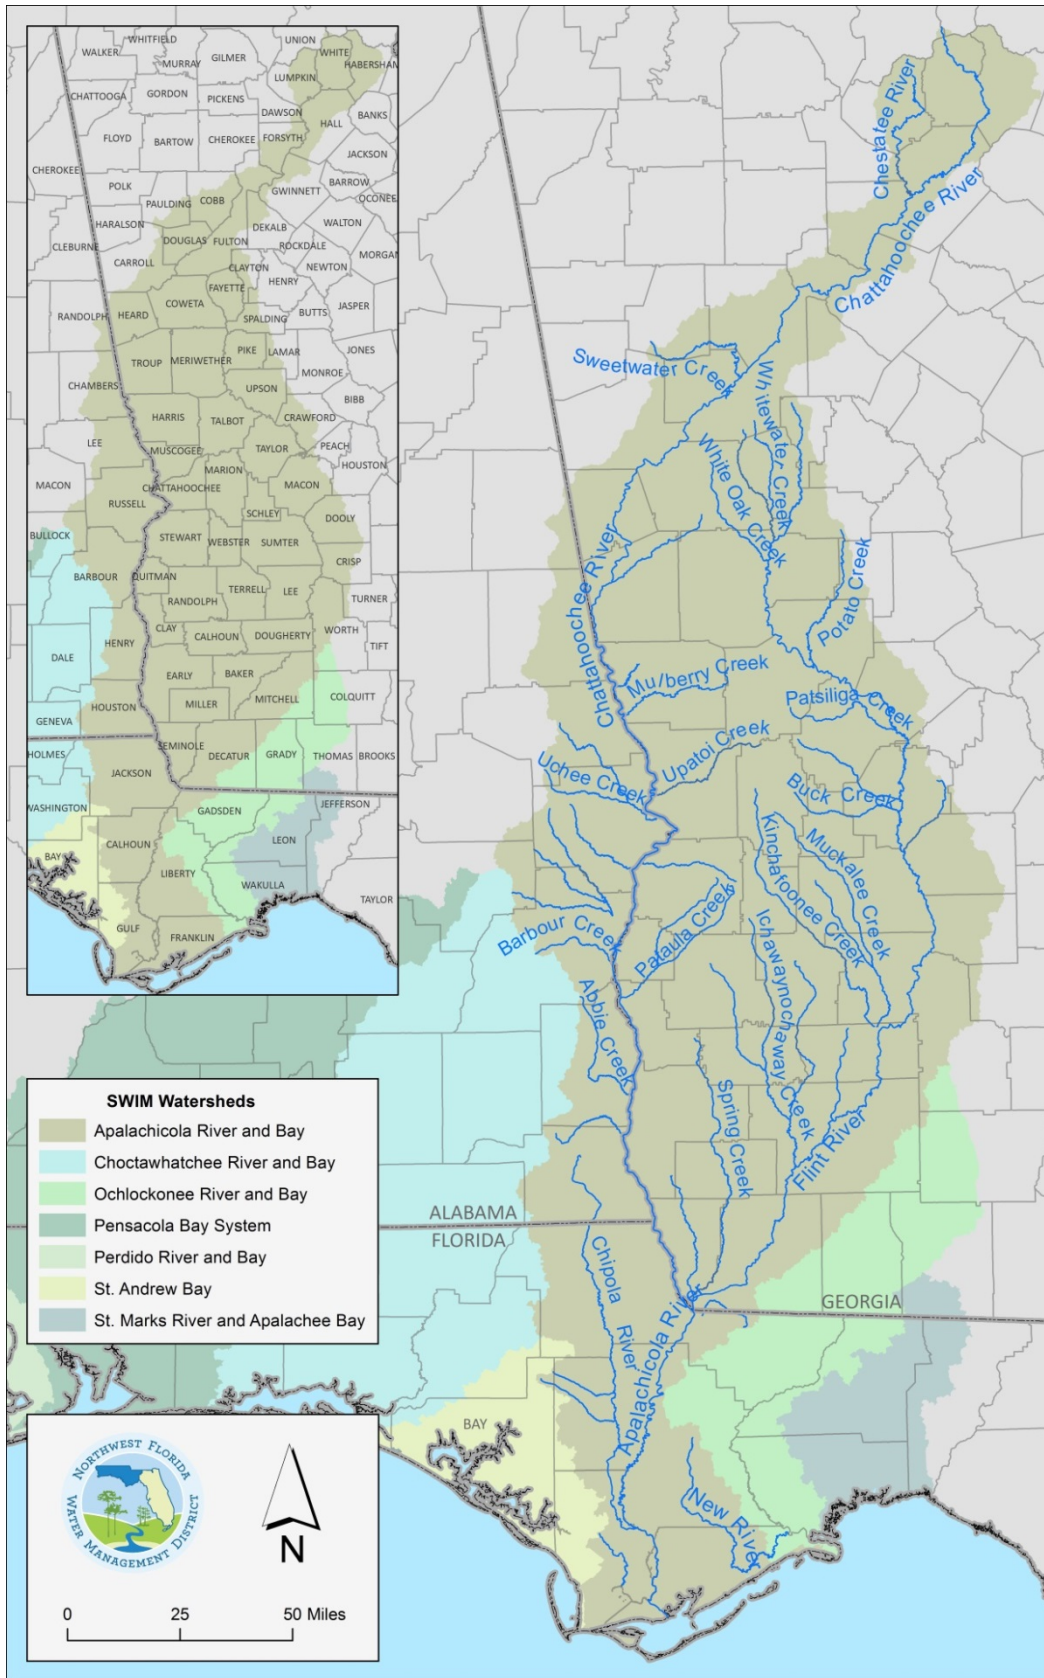 UNION
WHITFIELD
WALKER
MURRAY
GILMER
WHITE
HABERSHAM
LUMPKIN
CHATTOOGA
GORDON
PICKENS
DAWSON
BANKS
HALL
FLOYD
BARTOW
CHEROKEE
FORSYTH
JACKSON
CHEROKEE
POLK
BARROW
GWINNETT
OCONEE
PAULDING
COBB
HARALSON
WALTON
DEKALB
CLEBURNE
DOUGLAS
FULTON
ROCKDALE
MORGAN
CARROLL
CLAYTON
NEWTON
HENRY
FAYETTE
COWETA
JASPER
RANDOLPH
HEARD
SPALDING
BUTTS
TROUP
MERIWETHER
PIKE
LAMAR
JONES
MONROE
CHAMBERS
UPSON
BIBB
HARRIS
TALBOT
CRAWFORD
LEE
MUSCOGEE
TAYLOR
PEACH
HOUSTON
MARION
MACON
CHATTAHOOCHEE
MACON
RUSSELL
SCHLEY
DOOLY
BULLOCK
STEWART
WEBSTER
SUMTER
CRISP
BARBOUR
QUITMAN
TERRELL
LEE
TURNER
RANDOLPH
CLAY
CALHOUN
DOUGHERTY
WORTH
TIFT
HENRY
DALE
EARLY
BAKER
MITCHELL
COLQUITT
HOUSTON
MILLER
GENEVA
SEMINOLE
DECATUR
GRADY
THOMAS
BROOKS
HOLMES
JACKSON
WASHINGTON
GADSDEN
JEFFERSON
CALHOUN
LEON
BAY
LIBERTY
WAKULLA
TAYLOR
GULF
FRANKLIN
Chestatee River
Chattahoochee River
Sweetwater Creek
Whitewater Creek
White Oak Creek
Chattahoochee River
Potato Creek
Mulberry Creek
Patsiliga Creek
Upatoi Creek
Uchee Creek
Buck Creek
Kinchafoonee Creek
Muckalee Creek
Pataula Creek
Barbour Creek
Ichawaynochaway Creek
Abbie Creek
Spring Creek
Flint River
ALABAMA
FLORIDA
GEORGIA
Chipola River
Apalachicola River
BAY
New River
SWIM Watersheds
Apalachicola River and Bay
Choctawhatchee River and Bay
Ochlockonee River and Bay
Pensacola Bay System
Perdido River and Bay
St. Andrew Bay
St. Marks River and Apalachee Bay
NORTHWEST FLORIDA
WATER MANAGEMENT DISTRICT
N
0 25 50 Miles